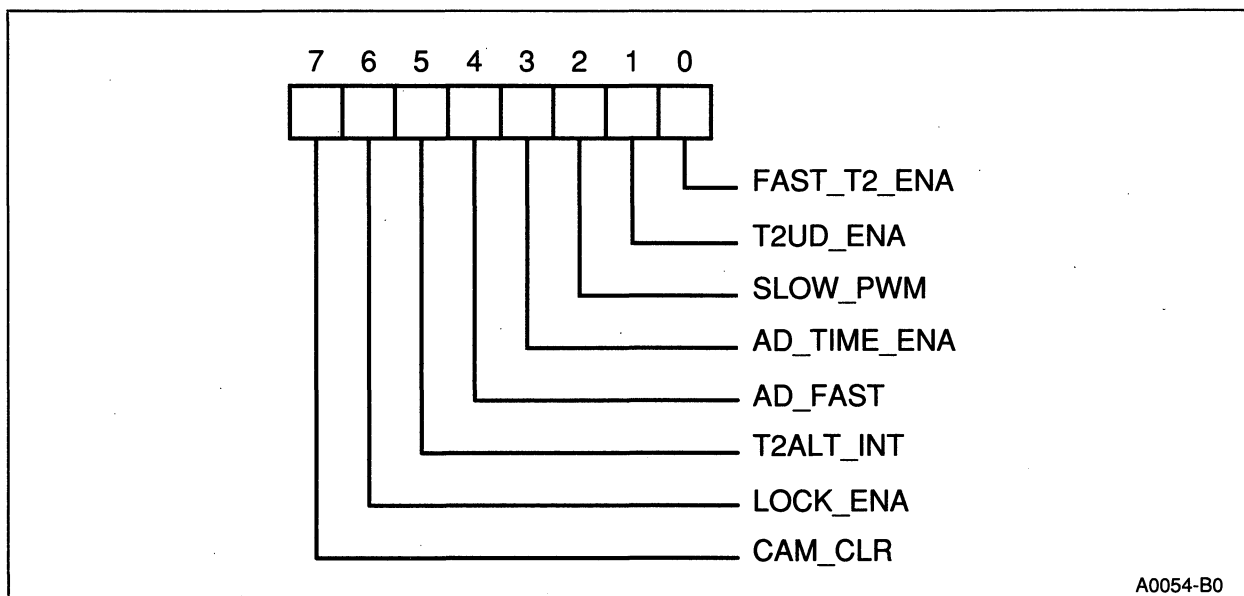 7 6 5 4 3 2 1 0
FAST_T2_ENA
T2UD_ENA
SLOW_PWM
AD_TIME_ENA
AD_FAST
T2ALT_INT
LOCK_ENA
CAM_CLR
A0054-B0